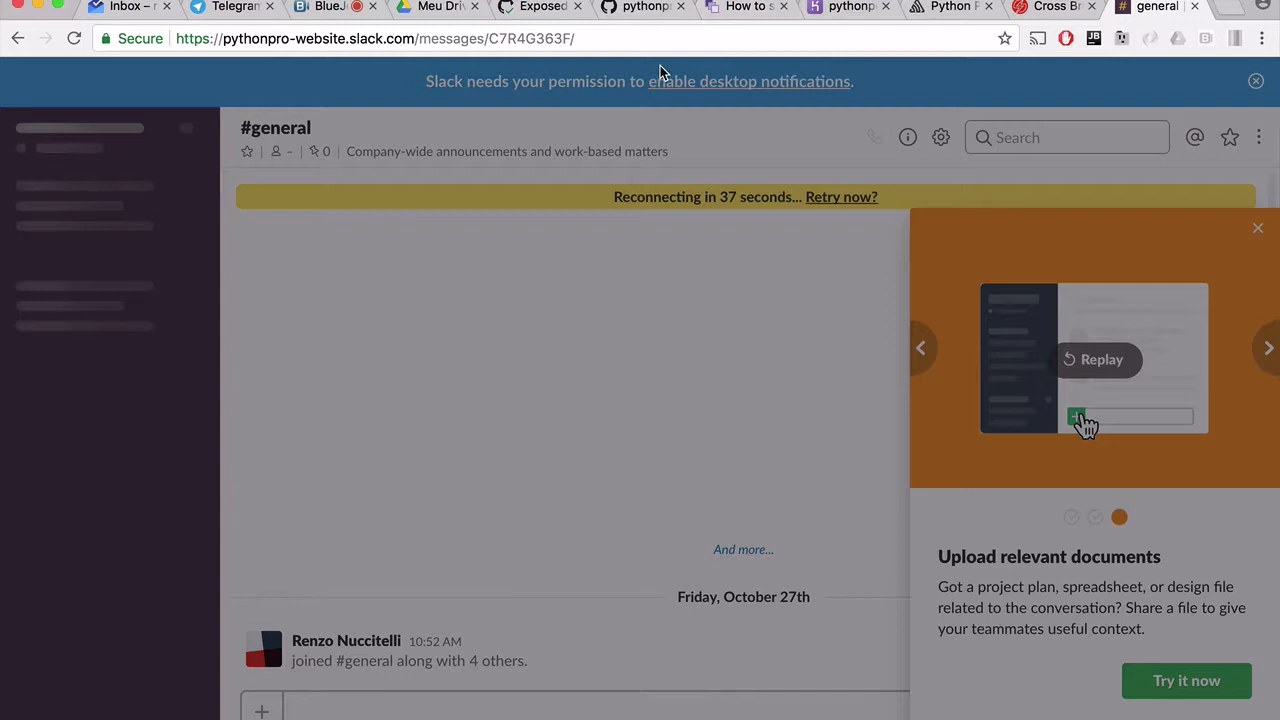 Inbox – r
Telegram
BlueJ
Meu Dri
Exposed
pythonp
How to s
pythonp
Python P
Cross Br
general
Secure
https://pythonpro-website.slack.com/messages/C7R4G363F/
Slack needs your permission to enable desktop notifications.
#general
Search
– | 0 | Company-wide announcements and work-based matters
Reconnecting in 37 seconds... Retry now?
Replay
And more...
Upload relevant documents
Got a project plan, spreadsheet, or design file
related to the conversation? Share a file to give
your teammates useful context.
Try it now
Friday, October 27th
Renzo Nuccitelli 10:52 AM
joined #general along with 4 others.